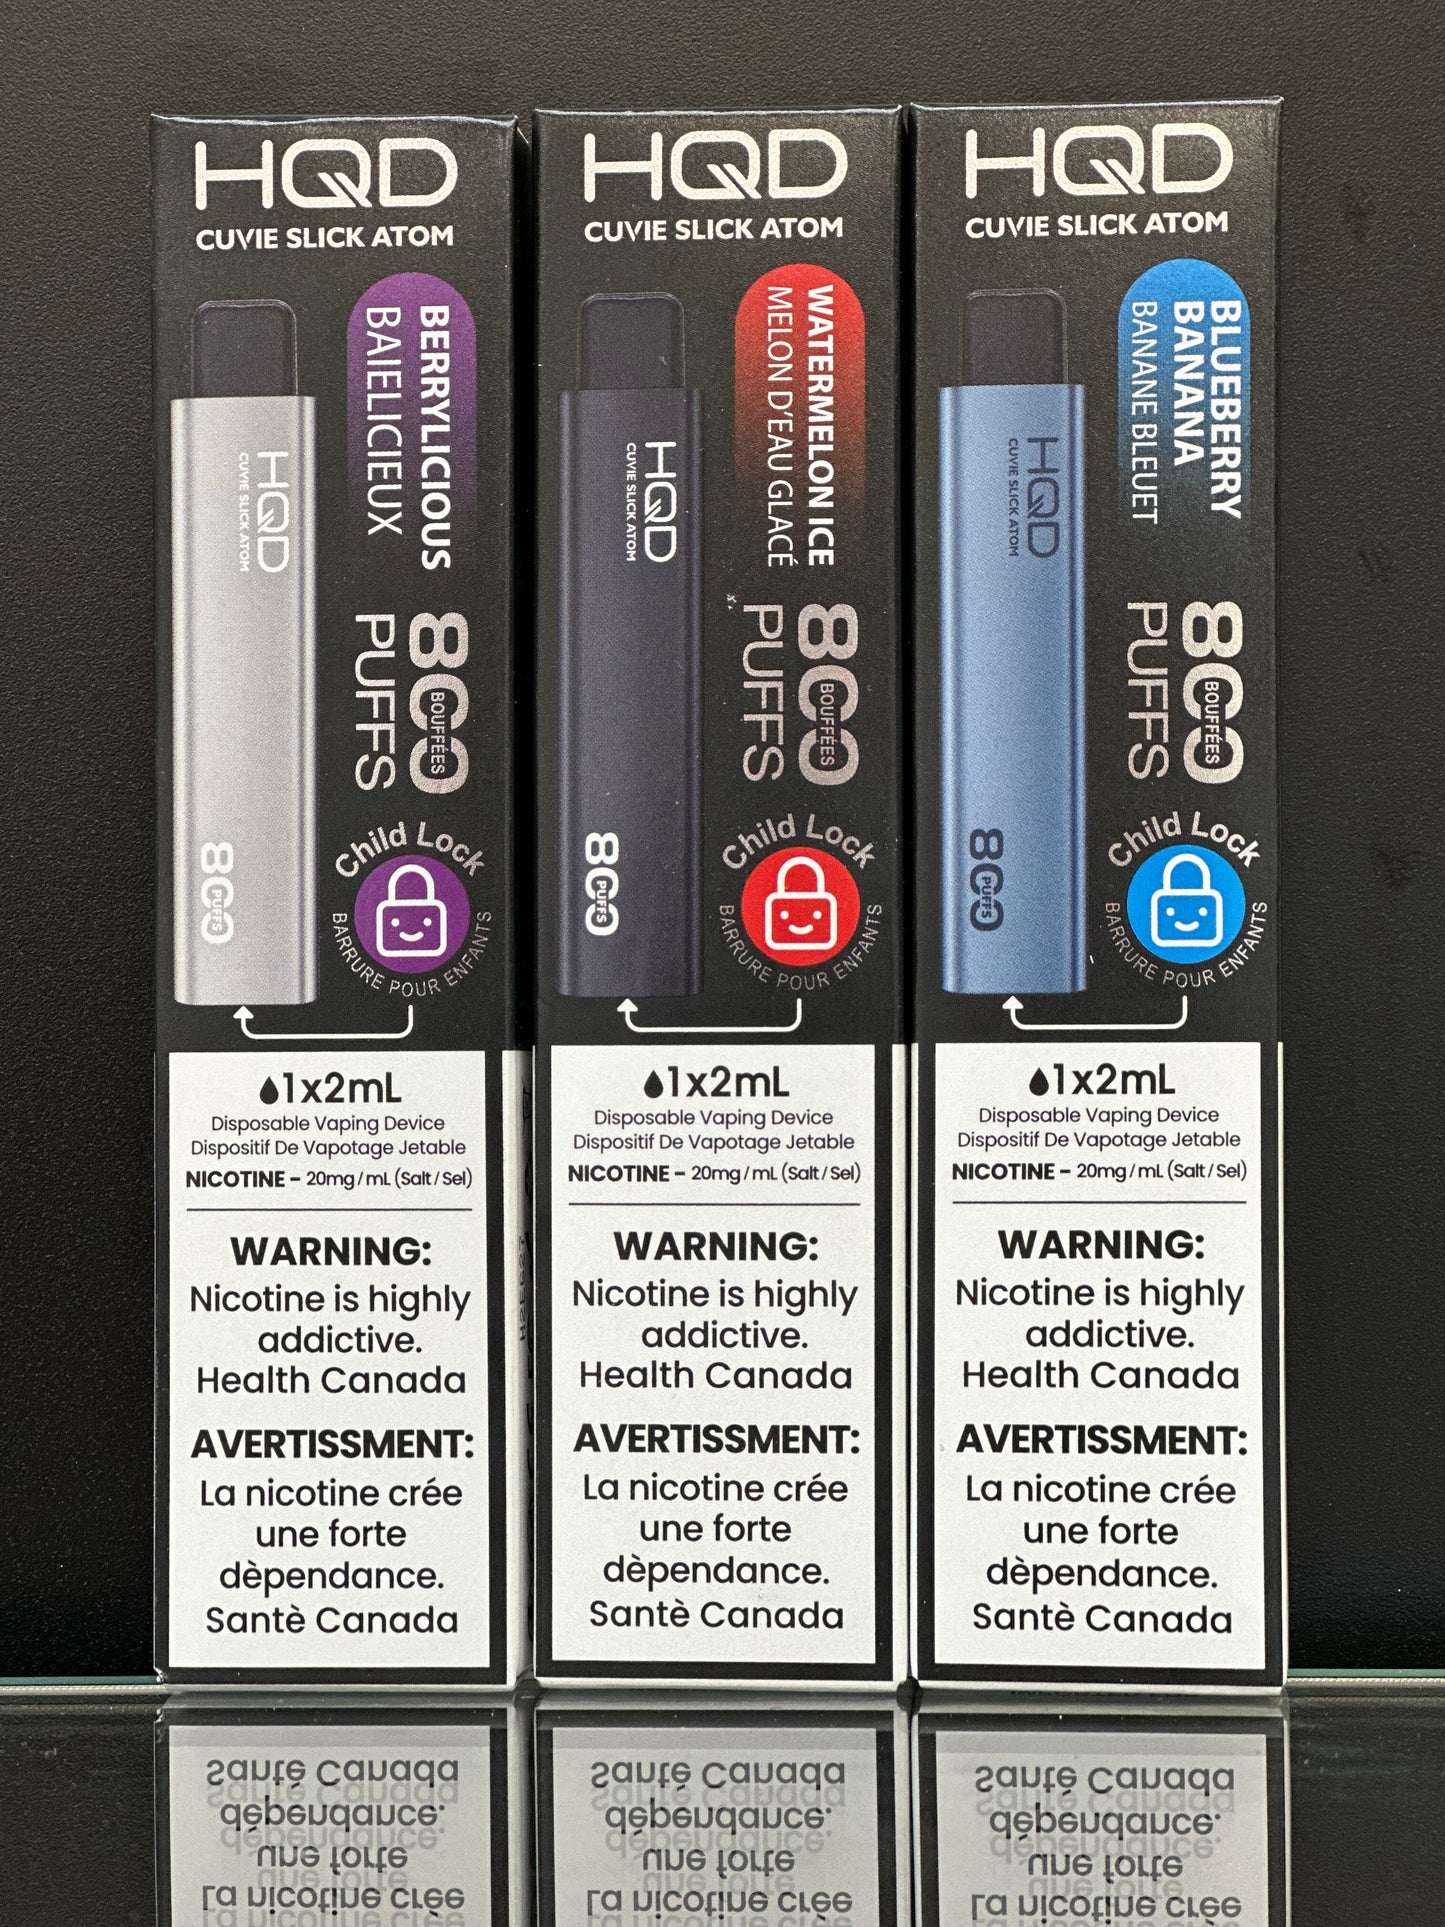 HQD
CUVIE SLICK ATOM
BERRYLICIOUS
BAIELICIEUX
HQD
CUVIE SLICK ATOM
800
BOUFFÉES
PUFFS
800
PUFFS
Child Lock
BARRURE POUR ENFANTS
1x2mL
Disposable Vaping Device
Dispositif De Vapotage Jetable
NICOTINE - 20mg/mL (Salt/Sel)
WARNING:
Nicotine is highly
addictive.
Health Canada
AVERTISSMENT:
La nicotine crée
une forte
dèpendance.
Santè Canada
HQD
CUVIE SLICK ATOM
WATERMELON ICE
MELON D'EAU GLACÉ
HQD
CUVIE SLICK ATOM
800
BOUFFÉES
PUFFS
800
PUFFS
Child Lock
BARRURE POUR ENFANTS
1x2mL
Disposable Vaping Device
Dispositif De Vapotage Jetable
NICOTINE - 20mg/mL (Salt/Sel)
WARNING:
Nicotine is highly
addictive.
Health Canada
AVERTISSMENT:
La nicotine crée
une forte
dèpendance.
Santè Canada
HQD
CUVIE SLICK ATOM
BLUEBERRY
BANANA
BANANE BLEUET
HQD
CUVIE SLICK ATOM
800
BOUFFÉES
PUFFS
800
PUFFS
Child Lock
BARRURE POUR ENFANTS
1x2mL
Disposable Vaping Device
Dispositif De Vapotage Jetable
NICOTINE - 20mg/mL (Salt/Sel)
WARNING:
Nicotine is highly
addictive.
Health Canada
AVERTISSMENT:
La nicotine crée
une forte
dèpendance.
Santè Canada